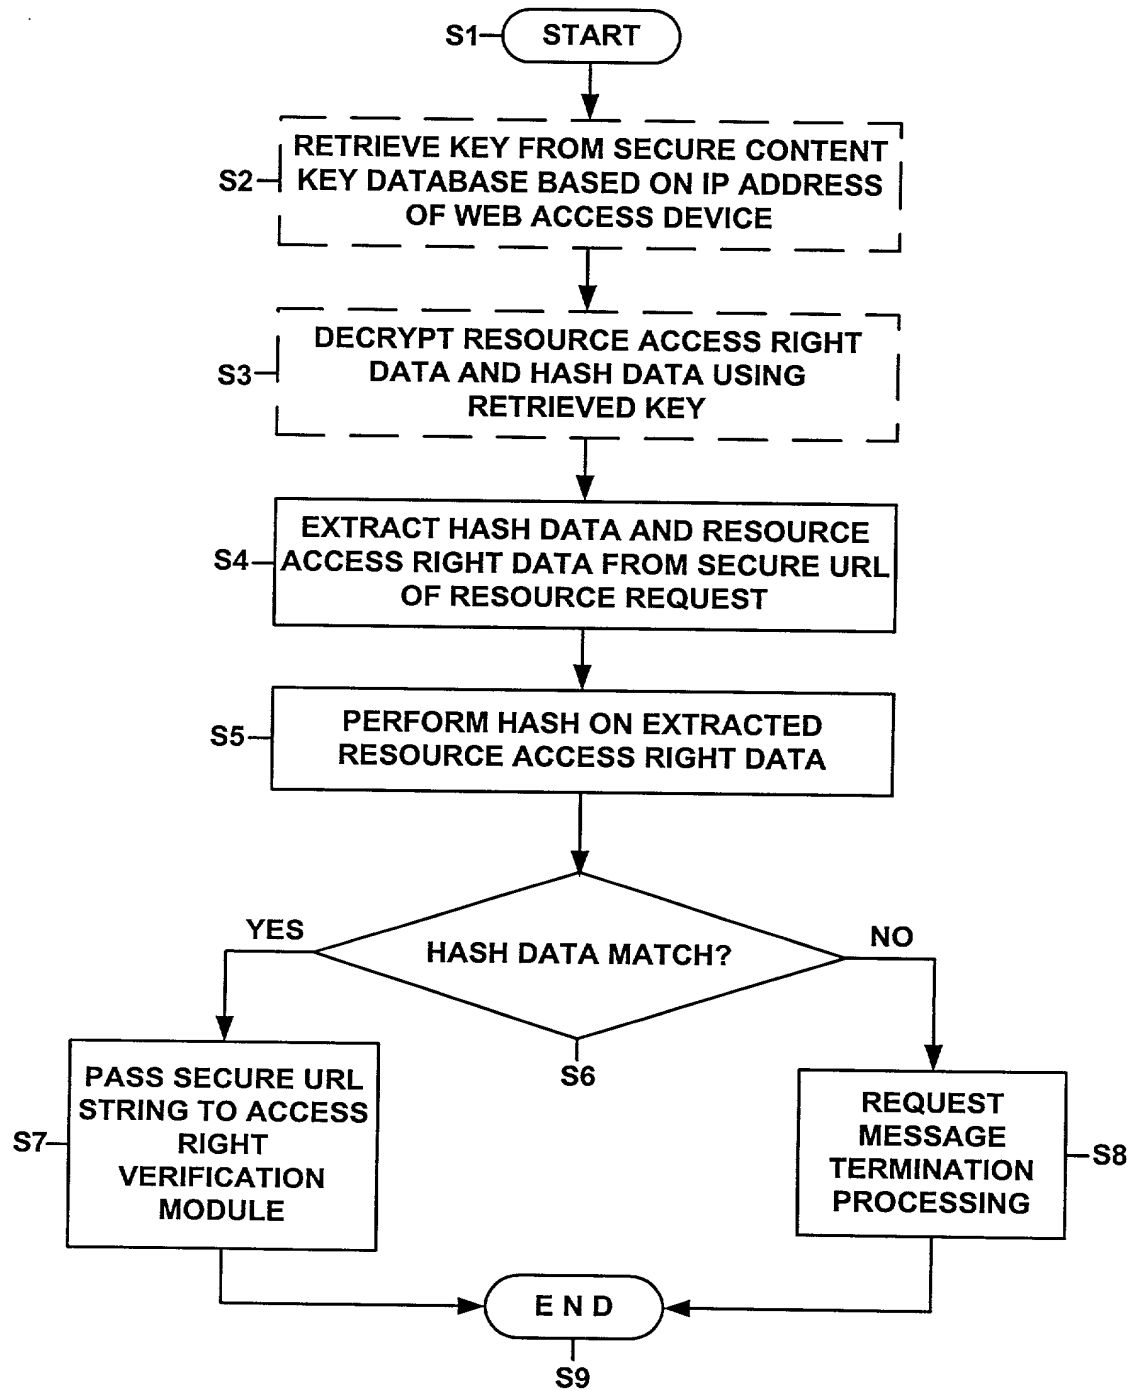 S1
START
RETRIEVE KEY FROM SECURE CONTENT
KEY DATABASE BASED ON IP ADDRESS
OF WEB ACCESS DEVICE
S2
DECRYPT RESOURCE ACCESS RIGHT
DATA AND HASH DATA USING
RETRIEVED KEY
S3
EXTRACT HASH DATA AND RESOURCE
ACCESS RIGHT DATA FROM SECURE URL
OF RESOURCE REQUEST
S4
PERFORM HASH ON EXTRACTED
RESOURCE ACCESS RIGHT DATA
S5
YES
HASH DATA MATCH?
NO
S6
PASS SECURE URL
STRING TO ACCESS
RIGHT
VERIFICATION
MODULE
S7
REQUEST
MESSAGE
TERMINATION
PROCESSING
S8
END
S9